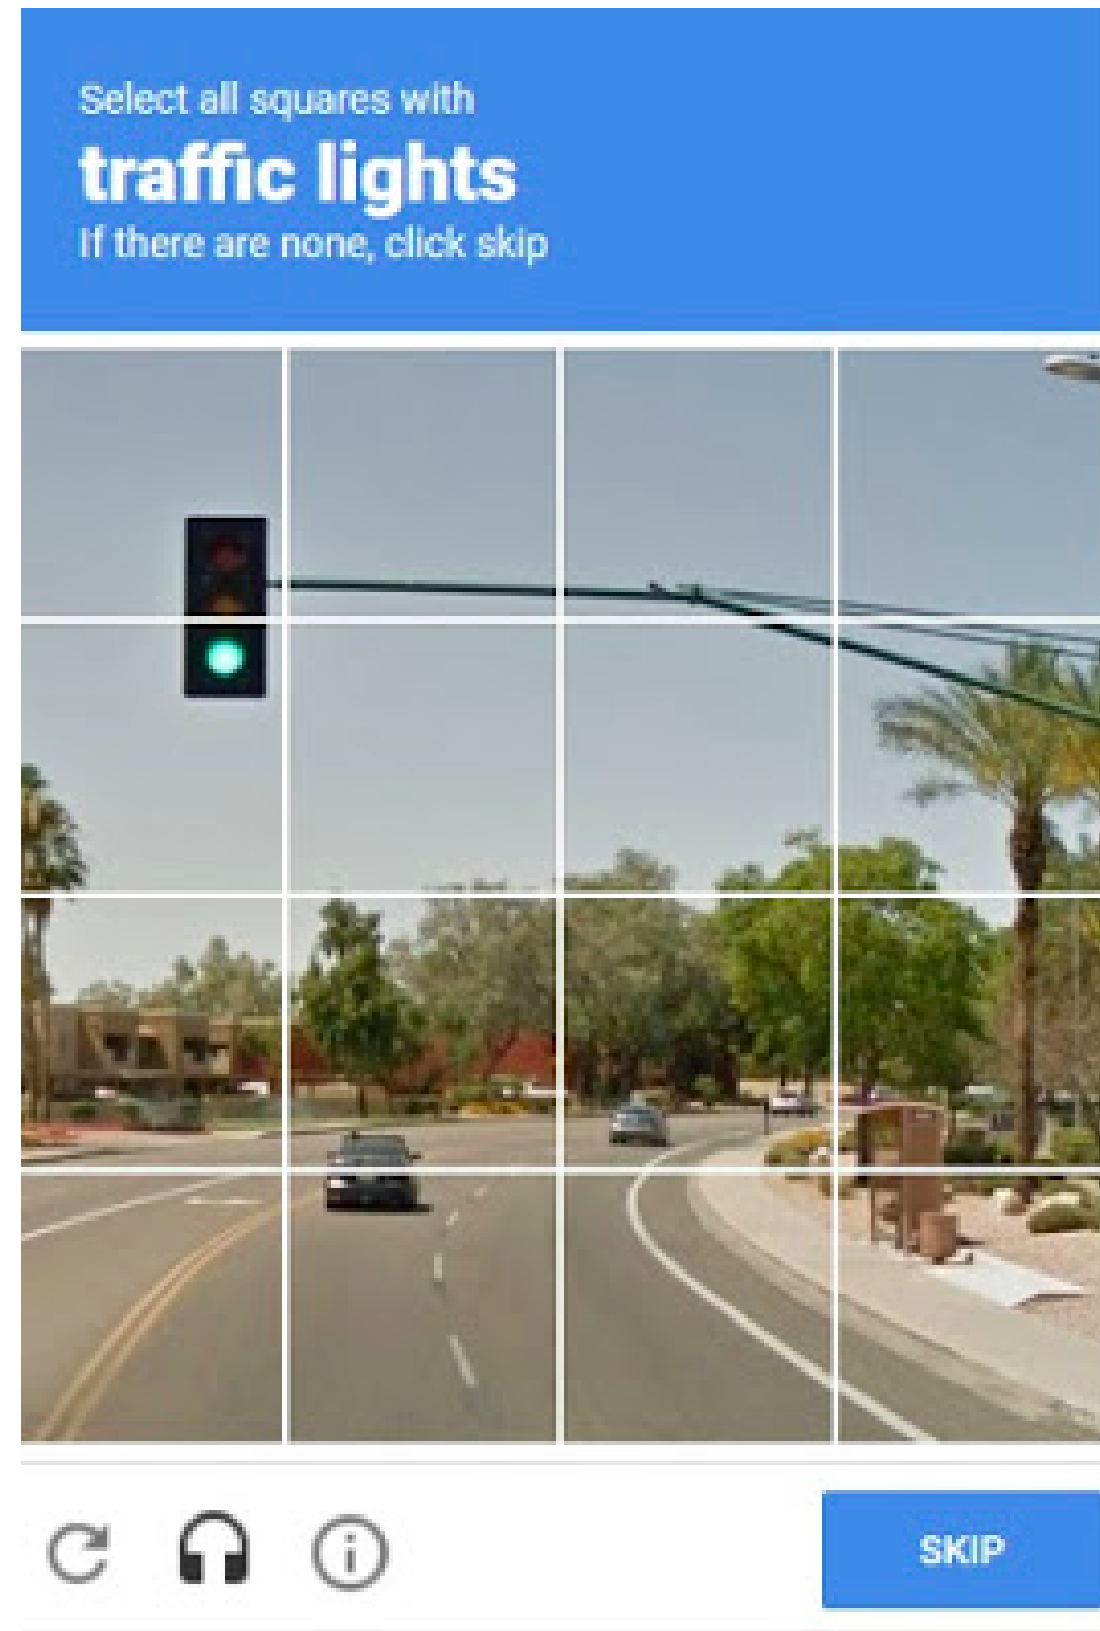 Select all squares with
traffic lights
If there are none, click skip
SKIP